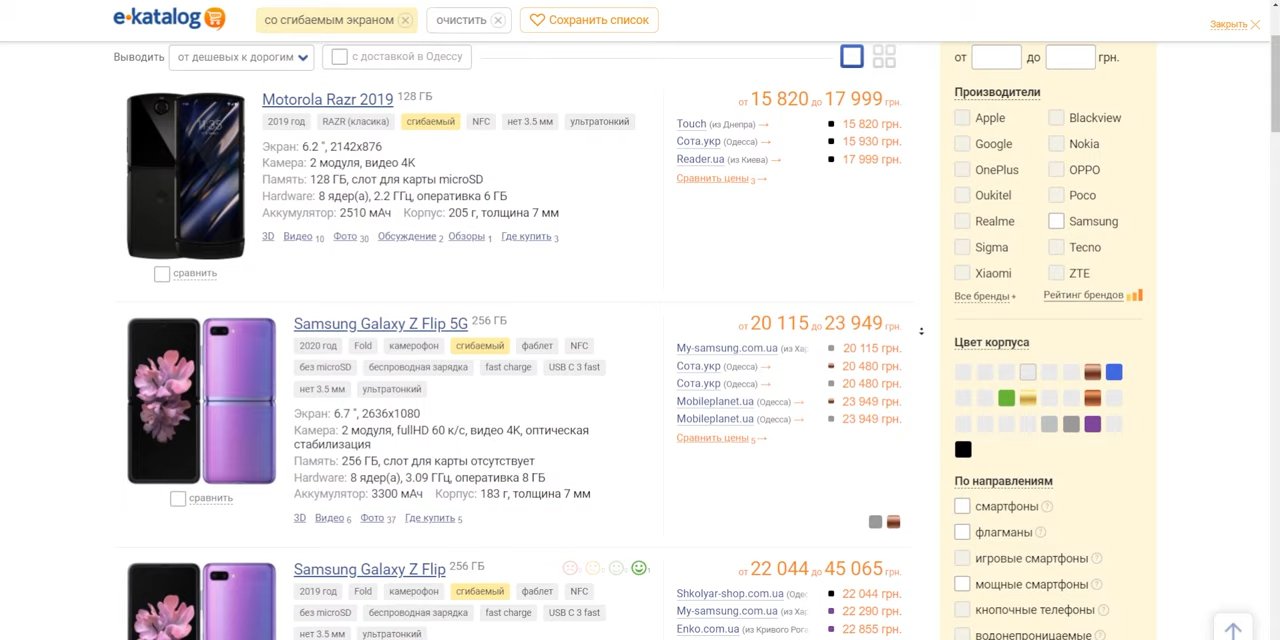 e·katalog
со сгибаемым экраном
очистить
Сохранить список
Закрыть
Выводить
от дешевых к дорогим
с доставкой в Одессу
Motorola Razr 2019 128 ГБ
2019 год RAZR (класика) сгибаемый NFC нет 3.5 мм ультратонкий
Экран: 6.2 ", 2142x876
Камера: 2 модуля, видео 4K
Память: 128 ГБ, слот для карты microSD
Hardware: 8 ядер(а), 2.2 ГГц, оперативка 6 ГБ
Аккумулятор: 2510 мАч Корпус: 205 г, толщина 7 мм
3D Видео 10 Фото 30 Обсуждение 2 Обзоры 1 Где купить 3
сравнить
от 15 820 до 17 999 грн.
Touch (из Днепра) → 15 820 грн.
Сота.укр (Одесса) → 15 930 грн.
Reader.ua (из Киева) → 17 999 грн.
Сравнить цены 3 →
Samsung Galaxy Z Flip 5G 256 ГБ
2020 год Fold камерофон сгибаемый фаблет NFC
без microSD беспроводная зарядка fast charge USB C 3 fast
нет 3.5 мм ультратонкий
Экран: 6.7 ", 2636x1080
Камера: 2 модуля, fullHD 60 к/с, видео 4K, оптическая
стабилизация
Память: 256 ГБ, слот для карты отсутствует
Hardware: 8 ядер(а), 3.09 ГГц, оперативка 8 ГБ
Аккумулятор: 3300 мАч Корпус: 183 г, толщина 7 мм
3D Видео 6 Фото 37 Где купить 5
сравнить
от 20 115 до 23 949 грн.
My-samsung.com.ua (из Хар 20 115 грн.
Сота.укр (Одесса) → 20 480 грн.
Сота.укр (Одесса) → 20 480 грн.
Mobileplanet.ua (Одесса) → 23 949 грн.
Mobileplanet.ua (Одесса) → 23 949 грн.
Сравнить цены 5 →
Samsung Galaxy Z Flip 256 ГБ
2019 год Fold камерофон сгибаемый фаблет NFC
без microSD беспроводная зарядка fast charge USB C 3 fast
нет 3.5 мм ультратонкий
от 22 044 до 45 065 грн.
Shkolyar-shop.com.ua (Оде 22 044 грн.
My-samsung.com.ua (из Хар 22 290 грн.
Enko.com.ua (из Кривого Рога 22 855 грн.
от до грн.
Производители
Apple Blackview
Google Nokia
OnePlus OPPO
Oukitel Poco
Realme Samsung
Sigma Tecno
Xiaomi ZTE
Все бренды + Рейтинг брендов
Цвет корпуса
По направлениям
смартфоны ?
флагманы ?
игровые смартфоны ?
мощные смартфоны ?
кнопочные телефоны ?
водонепроницаемые ?